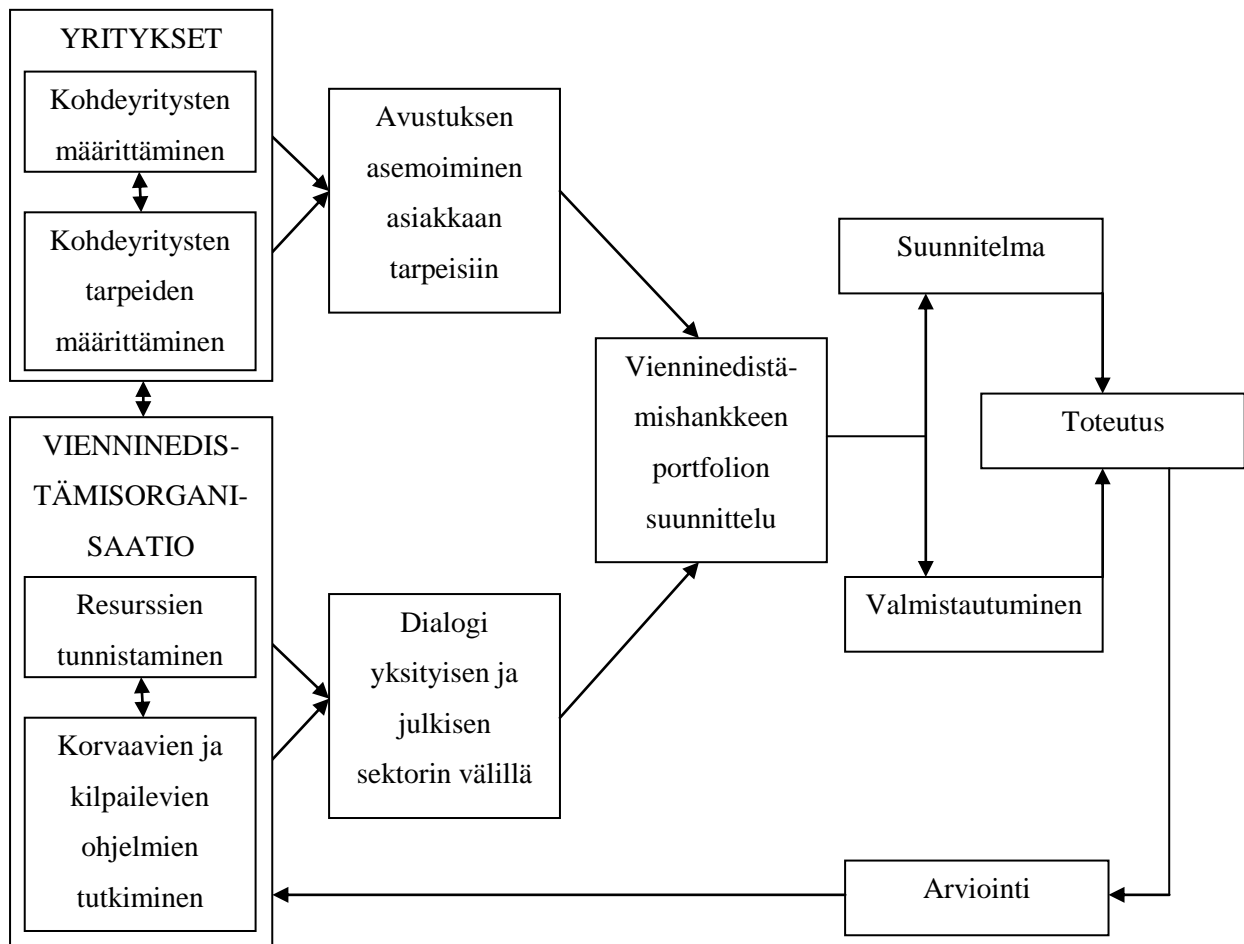 YRITYKSET
Kohdeyritysten
määrittäminen
Kohdeyritysten
tarpeiden
määrittäminen
VIENNINEDIS-
TÄMISORGANI-
SAATIO
Resurssien
tunnistaminen
Korvaavien ja
kilpailevien
ohjelmien
tutkiminen
Avustuksen
asemoiminen
asiakkaan
tarpeisiin
Dialogi
yksityisen ja
julkisen
sektorin välillä
Vienninedistä-
mishankkeen
portfolion
suunnittelu
Suunnitelma
Valmistautuminen
Toteutus
Arviointi